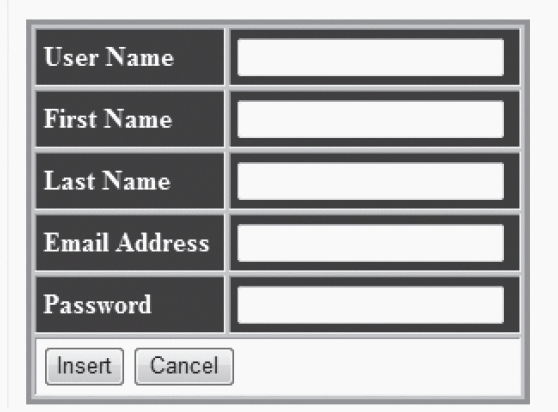 User Name
First Name
Last Name
Email Address
Password
Insert Cancel